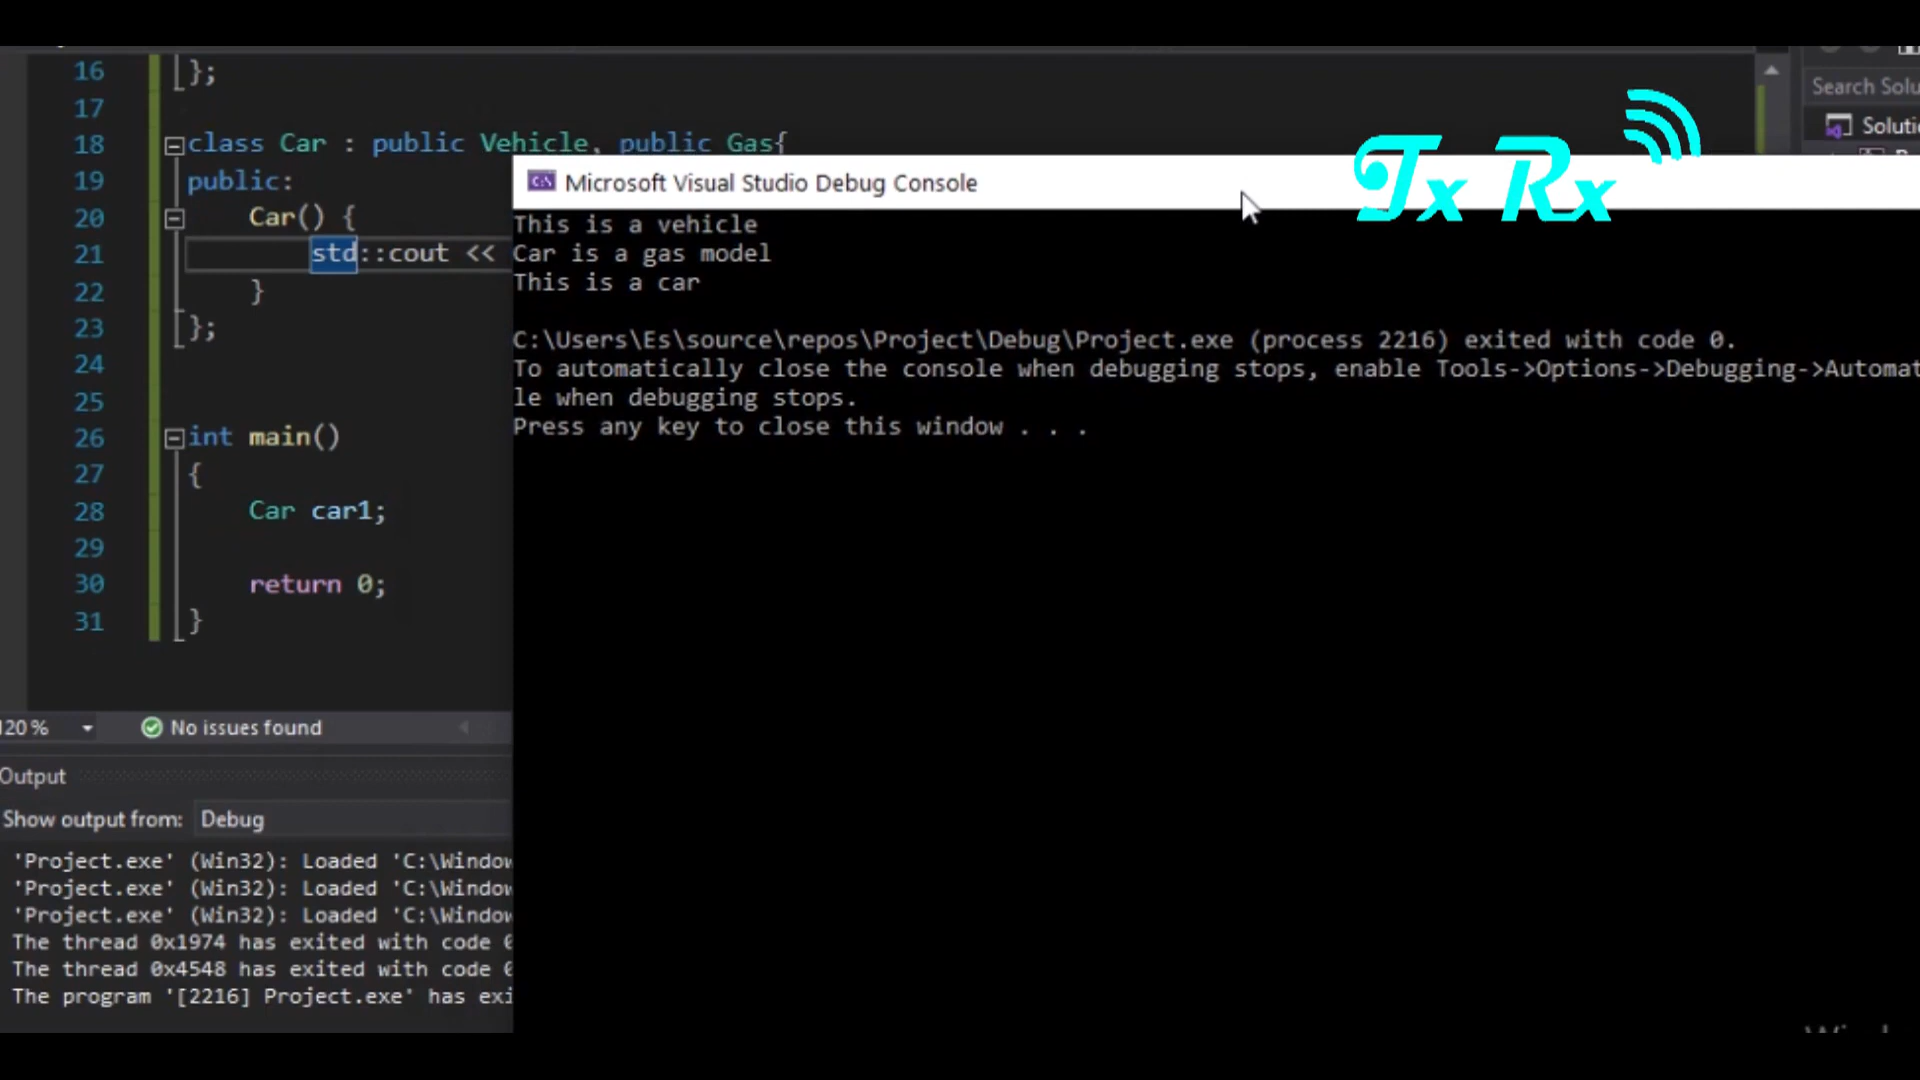 16 };
17
18 class Car : public Vehicle, public Gas{
19 public:
20 Car() {
21 std::cout <<
22 }
23 };
24
25
26 int main()
27 {
28 Car car1;
29
30 return 0;
31 }
120 %
No issues found
Output
Show output from: Debug
'Project.exe' (Win32): Loaded 'C:\Window
'Project.exe' (Win32): Loaded 'C:\Window
'Project.exe' (Win32): Loaded 'C:\Window
The thread 0x1974 has exited with code 0
The thread 0x4548 has exited with code 0
The program '[2216] Project.exe' has exi
Microsoft Visual Studio Debug Console
This is a vehicle
Car is a gas model
This is a car
C:\Users\Es\source\repos\Project\Debug\Project.exe (process 2216) exited with code 0.
To automatically close the console when debugging stops, enable Tools->Options->Debugging->Automat
le when debugging stops.
Press any key to close this window . . .
Tx Rx
Search Solu
Soluti